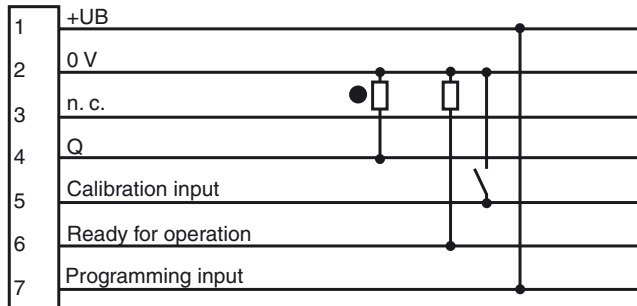 1 +UB
2 0 V
3 n. c.
4 Q
5 Calibration input
6 Ready for operation
7 Programming input